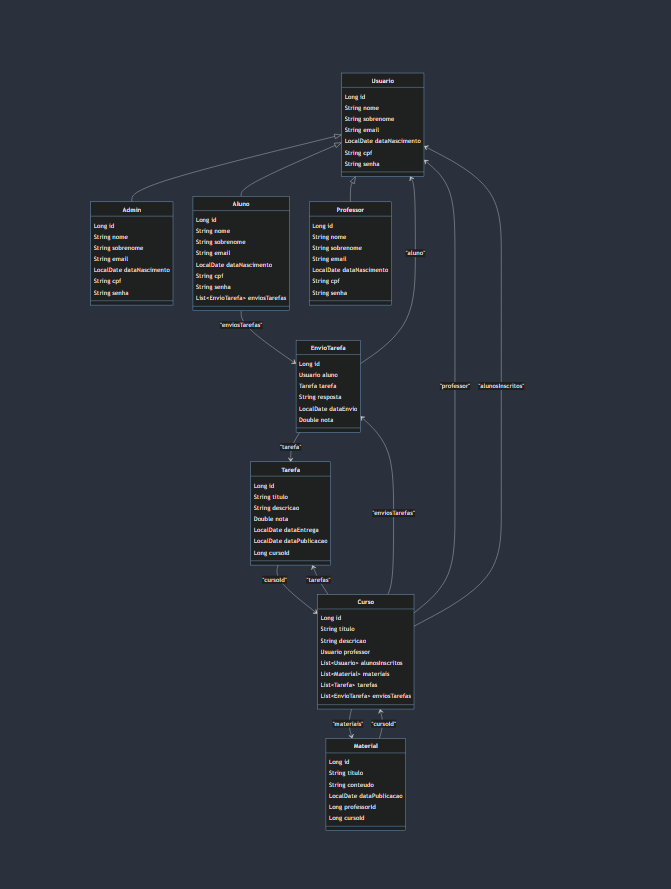 Usuario
Long id
String nome
String sobrenome
String email
LocalDate dataNascimento
String cpf
String senha
Admin
Long id
String nome
String sobrenome
String email
LocalDate dataNascimento
String cpf
String senha
Aluno
Long id
String nome
String sobrenome
String email
LocalDate dataNascimento
String cpf
String senha
List<EnvioTarefa> enviosTarefas
Professor
Long id
String nome
String sobrenome
String email
LocalDate dataNascimento
String cpf
String senha
"aluno"
"enviosTarefas"
EnvioTarefa
Long id
Usuario aluno
Tarefa tarefa
String resposta
LocalDate dataEnvio
Double nota
"professor"
"alunosInscritos"
"tarefa"
Tarefa
Long id
String titulo
String descricao
Double nota
LocalDate dataEntrega
LocalDate dataPublicacao
Long cursoId
"enviosTarefas"
"cursoId"
"tarefas"
Curso
Long id
String titulo
String descricao
Usuario professor
List<Usuario> alunosInscritos
List<Material> materiais
List<Tarefa> tarefas
List<EnvioTarefa> enviosTarefas
"materiais"
"cursoId"
Material
Long id
String titulo
String conteudo
LocalDate dataPublicacao
Long professorId
Long cursoId